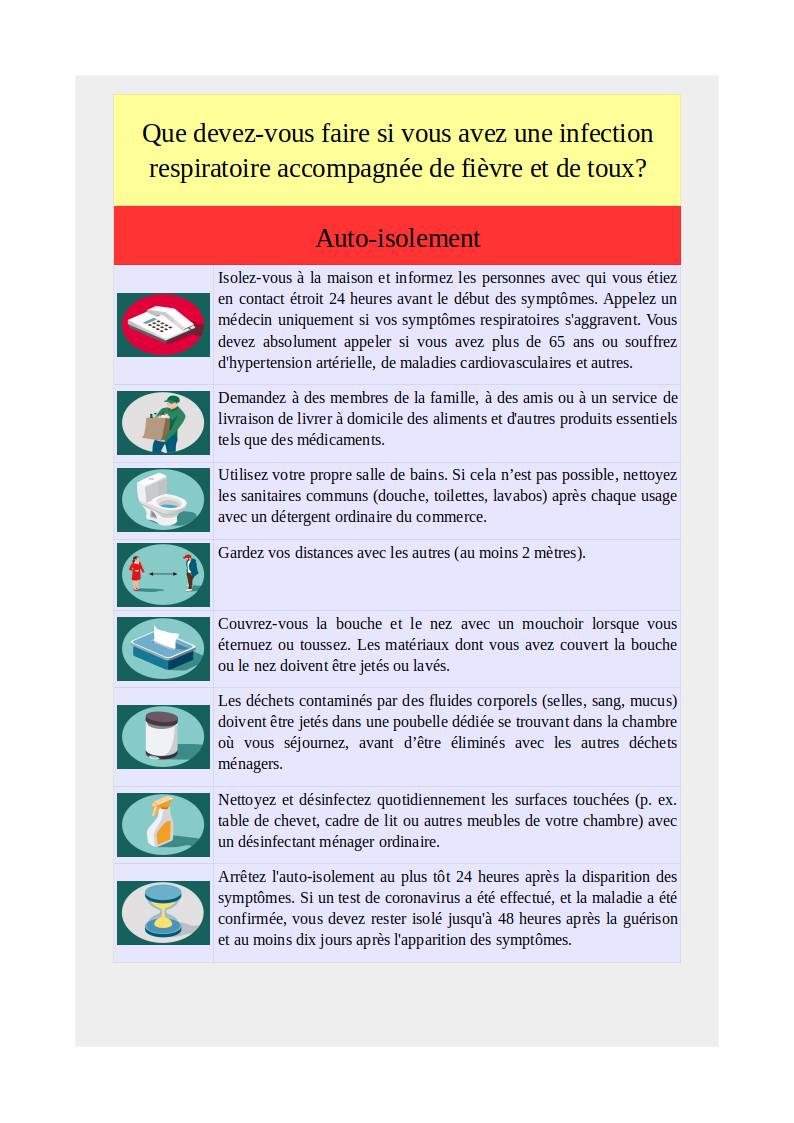 Que devez-vous faire si vous avez une infection
respiratoire accompagnée de fièvre et de toux?
Auto-isolement
Isolez-vous à la maison et informez les personnes avec qui vous étiez
en contact étroit 24 heures avant le début des symptômes. Appelez un
médecin uniquement si vos symptômes respiratoires s'aggravent. Vous
devez absolument appeler si vous avez plus de 65 ans ou souffrez
d'hypertension artérielle, de maladies cardiovasculaires et autres.
Demandez à des membres de la famille, à des amis ou à un service de
livraison de livrer à domicile des aliments et d'autres produits essentiels
tels que des médicaments.
Utilisez votre propre salle de bains. Si cela n’est pas possible, nettoyez
les sanitaires communs (douche, toilettes, lavabos) après chaque usage
avec un détergent ordinaire du commerce.
Gardez vos distances avec les autres (au moins 2 mètres).
Couvrez-vous la bouche et le nez avec un mouchoir lorsque vous
éternuez ou toussez. Les matériaux dont vous avez couvert la bouche
ou le nez doivent être jetés ou lavés.
Les déchets contaminés par des fluides corporels (selles, sang, mucus)
doivent être jetés dans une poubelle dédiée se trouvant dans la chambre
où vous séjournez, avant d’être éliminés avec les autres déchets
ménagers.
Nettoyez et désinfectez quotidiennement les surfaces touchées (p. ex.
table de chevet, cadre de lit ou autres meubles de votre chambre) avec
un désinfectant ménager ordinaire.
Arrêtez l'auto-isolement au plus tôt 24 heures après la disparition des
symptômes. Si un test de coronavirus a été effectué, et la maladie a été
confirmée, vous devez rester isolé jusqu'à 48 heures après la guérison
et au moins dix jours après l'apparition des symptômes.